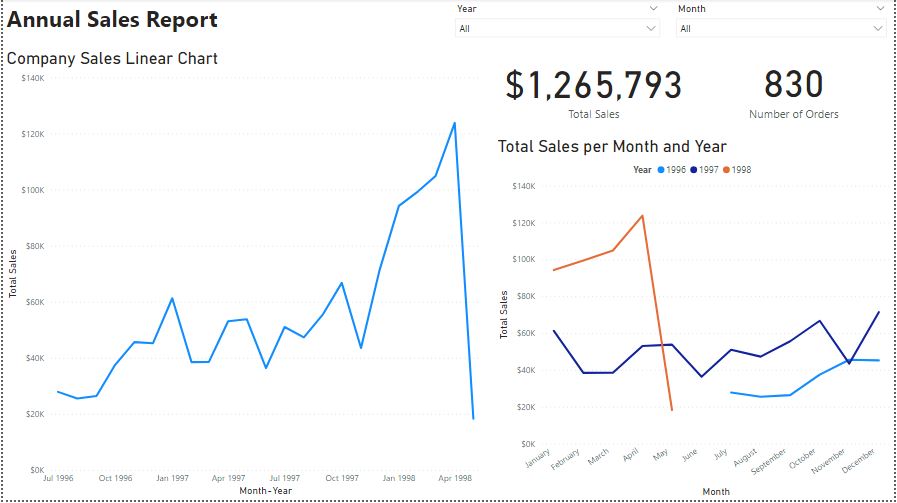 Annual Sales Report
Year
All
Month
All
Company Sales Linear Chart
$140K
$120K
$100K
$80K
$60K
$40K
$20K
$0K
Total Sales
Jul 1996 Oct 1996 Jan 1997 Apr 1997 Jul 1997 Oct 1997 Jan 1998 Apr 1998
Month-Year
$1,265,793
Total Sales
830
Number of Orders
Total Sales per Month and Year
Year 1996 1997 1998
$140K
$120K
$100K
$80K
$60K
$40K
$20K
$0K
Total Sales
January February March April May June July August September October November December
Month